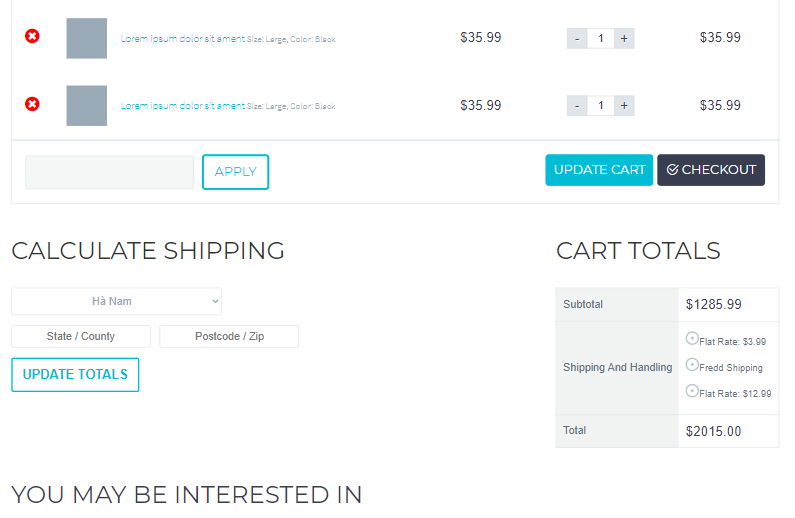 Lorem ipsum dolor sit ament Size: Large, Color: Black $35.99 - 1 + $35.99
Lorem ipsum dolor sit ament Size: Large, Color: Black $35.99 - 1 + $35.99
APPLY UPDATE CART CHECKOUT
CALCULATE SHIPPING
Hà Nam
State / County Postcode / Zip
UPDATE TOTALS
CART TOTALS
Subtotal $1285.99
Shipping And Handling
Flat Rate: $3.99
Fredd Shipping
Flat Rate: $12.99
Total $2015.00
YOU MAY BE INTERESTED IN